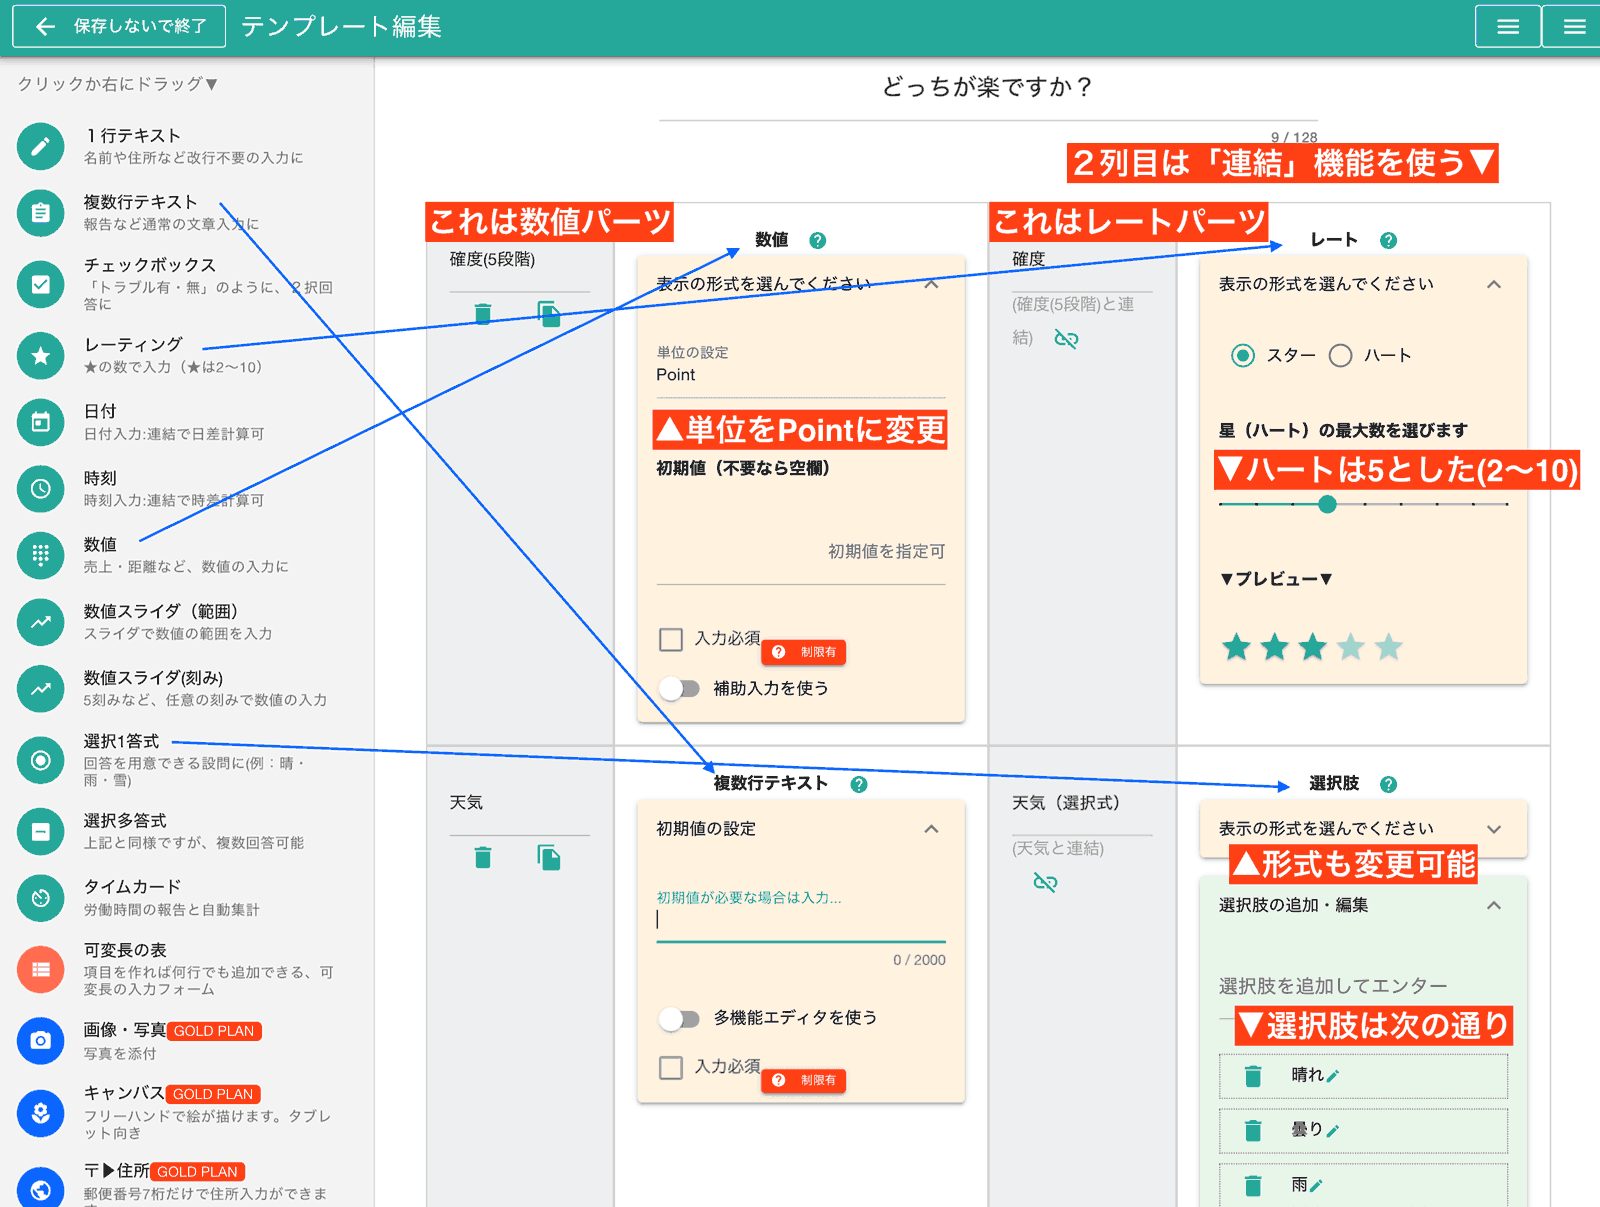 保存しないで終了
テンプレート編集
クリックか右にドラッグ▼
1行テキスト
名前や住所など改行不要の入力に
複数行テキスト
報告など通常の文章入力に
チェックボックス
「トラブル有・無」のように、2択回
答に
レーティング
★の数で入力（★は2〜10）
日付
日付入力:連結で日差計算可
時刻
時刻入力:連結で時差計算可
数値
売上・距離など、数値の入力に
数値スライダ（範囲）
スライダで数値の範囲を入力
数値スライダ(刻み)
5刻みなど、任意の刻みで数値の入力
選択1答式
回答を用意できる設問に(例：晴・
雨・雪)
選択多答式
上記と同様ですが、複数回答可能
タイムカード
労働時間の報告と自動集計
可変長の表
項目を作れば何行でも追加できる、可
変長の入力フォーム
画像・写真 GOLD PLAN
写真を添付
キャンバス GOLD PLAN
フリーハンドで絵が描けます。タブレ
ット向き
〒▶住所 GOLD PLAN
郵便番号7桁だけで住所入力ができま
どっちが楽ですか？
9 / 128
２列目は「連結」機能を使う▼
これは数値パーツ
確度(5段階)
数値
表示の形式を選んでください
単位の設定
Point
▲単位をPointに変更
初期値（不要なら空欄）
初期値を指定可
入力必須
制限有
補助入力を使う
これはレートパーツ
確度
(確度(5段階)と連
結)
レート
表示の形式を選んでください
スター
ハート
星（ハート）の最大数を選びます
▼ハートは5とした(2〜10)
▼プレビュー▼
天気
複数行テキスト
初期値の設定
初期値が必要な場合は入力...
0 / 2000
多機能エディタを使う
入力必須
制限有
天気（選択式）
(天気と連結)
選択肢
表示の形式を選んでください
▲形式も変更可能
選択肢の追加・編集
選択肢を追加してエンター
▼選択肢は次の通り
晴れ
曇り
雨